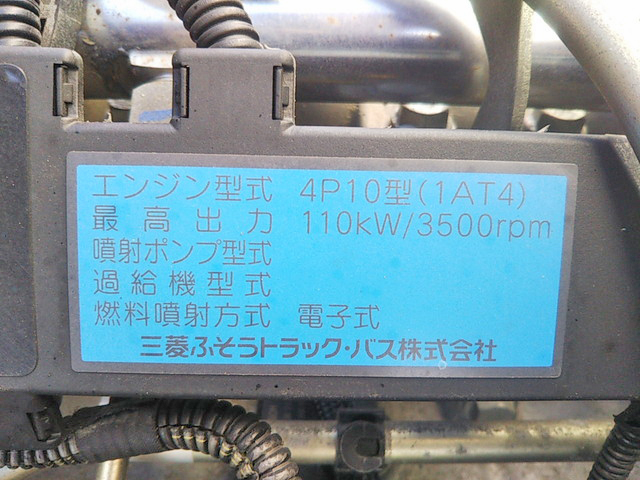 エンジン型式 4P10型(1AT4)
最高出力 110kW/3500rpm
噴射ポンプ型式
過給機型式
燃料噴射方式 電子式
三菱ふそうトラック・バス株式会社